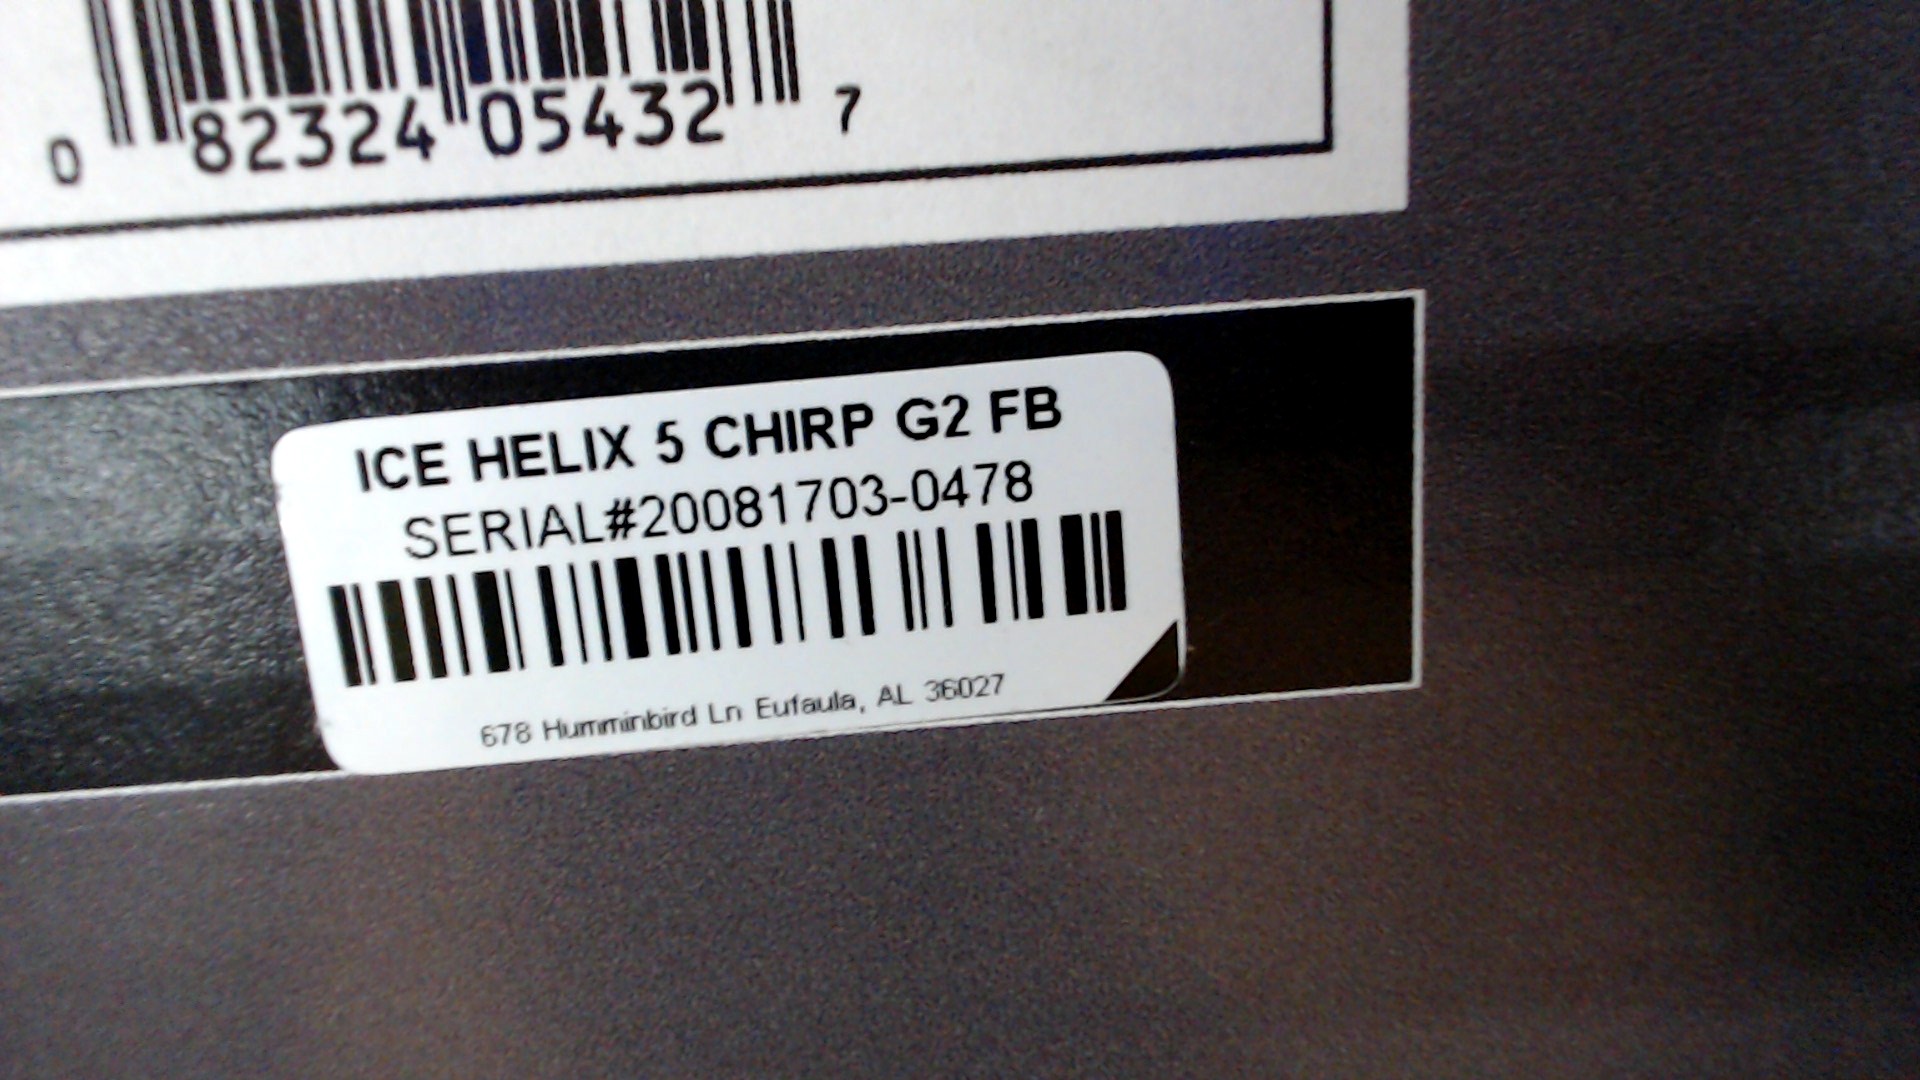 0 82324 05432 7
ICE HELIX 5 CHIRP G2 FB
SERIAL#20081703-0478
678 Humminbird Ln Eufaula, AL 36027